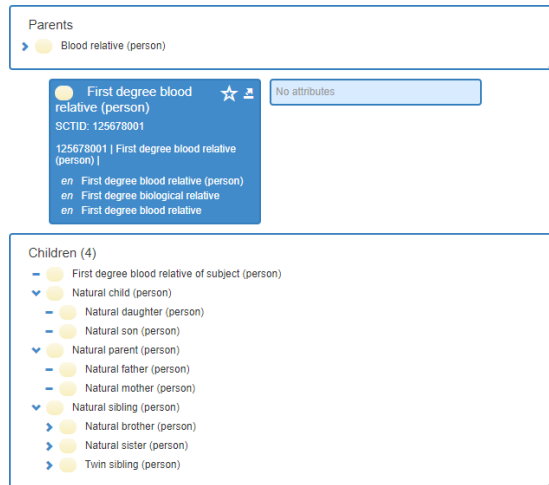 Parents
Blood relative (person)
First degree blood
relative (person)
SCTID: 125678001
125678001 | First degree blood relative
(person) |
en First degree blood relative (person)
en First degree biological relative
en First degree blood relative
No attributes
Children (4)
First degree blood relative of subject (person)
Natural child (person)
Natural daughter (person)
Natural son (person)
Natural parent (person)
Natural father (person)
Natural mother (person)
Natural sibling (person)
Natural brother (person)
Natural sister (person)
Twin sibling (person)